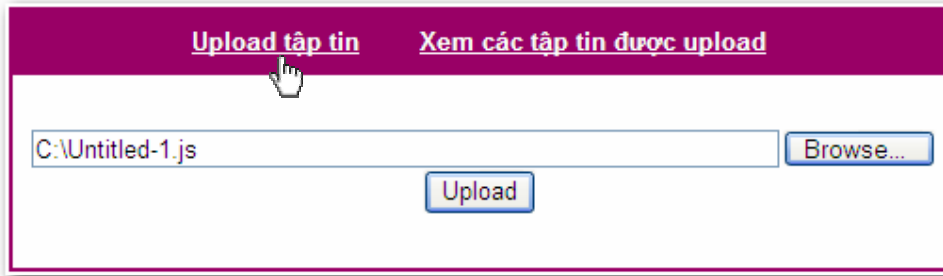 Upload tập tin Xem các tập tin được upload
C:\Untitled-1.js Browse...
Upload